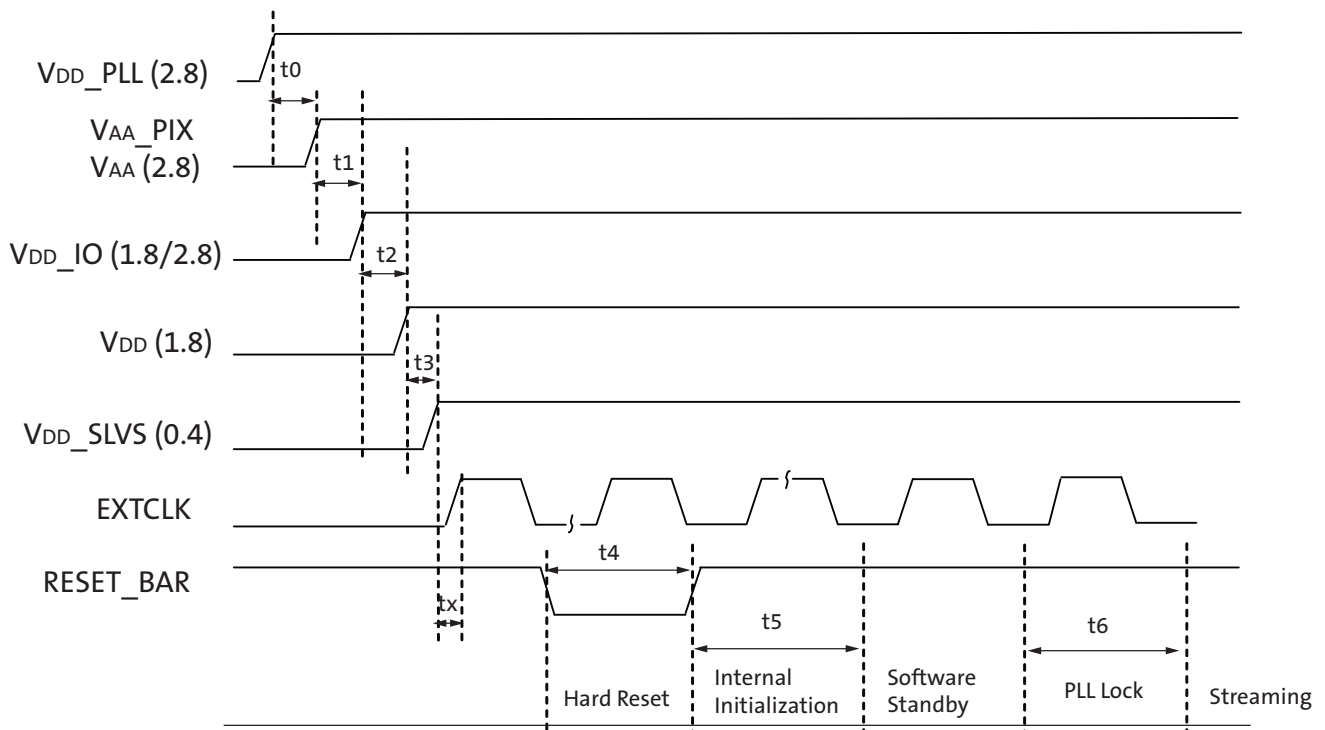 VDD_PLL (2.8)
t0
VAA_PIX
VAA (2.8)
t1
VDD_IO (1.8/2.8)
t2
VDD (1.8)
t3
VDD_SLVS (0.4)
EXTCLK
t4
RESET_BAR
tx
t5
t6
Hard Reset
Internal
Initialization
Software
Standby
PLL Lock
Streaming